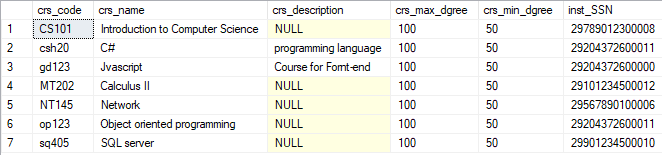 crs_code crs_name crs_description crs_max_dgree crs_min_dgree inst_SSN
1 CS101 Introduction to Computer Science NULL 100 50 29789012300008
2 csh20 C# programming language 100 50 29204372600011
3 gd123 Jvascript Course for Fornt-end 100 50 29204372600000
4 MT202 Calculus II NULL 100 50 29101234500012
5 NT145 Network NULL 100 50 29567890100006
6 op123 Object oriented programming NULL 100 50 29204372600011
7 sq405 SQL server NULL 100 50 29901234500010